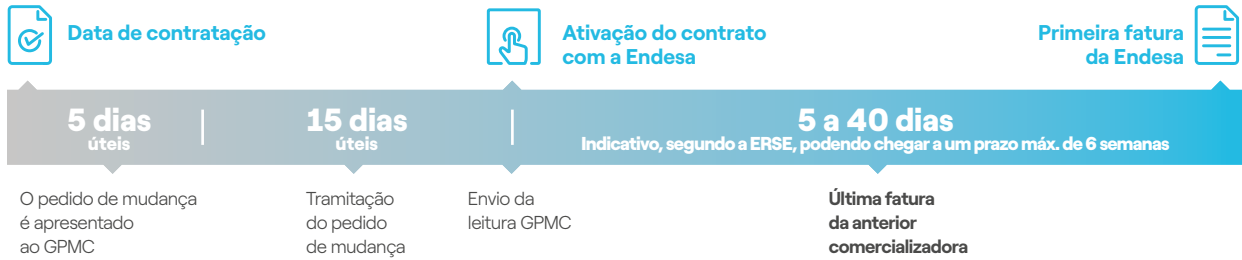 Data de contratação
Ativação do contrato
com a Endesa
Primeira fatura
da Endesa
5 dias
úteis
15 dias
úteis
5 a 40 dias
Indicativo, segundo a ERSE, podendo chegar a um prazo máx. de 6 semanas
O pedido de mudança
é apresentado
ao GPMC
Tramitação
do pedido
de mudança
Envio da
leitura GPMC
Última fatura
da anterior
comercializadora